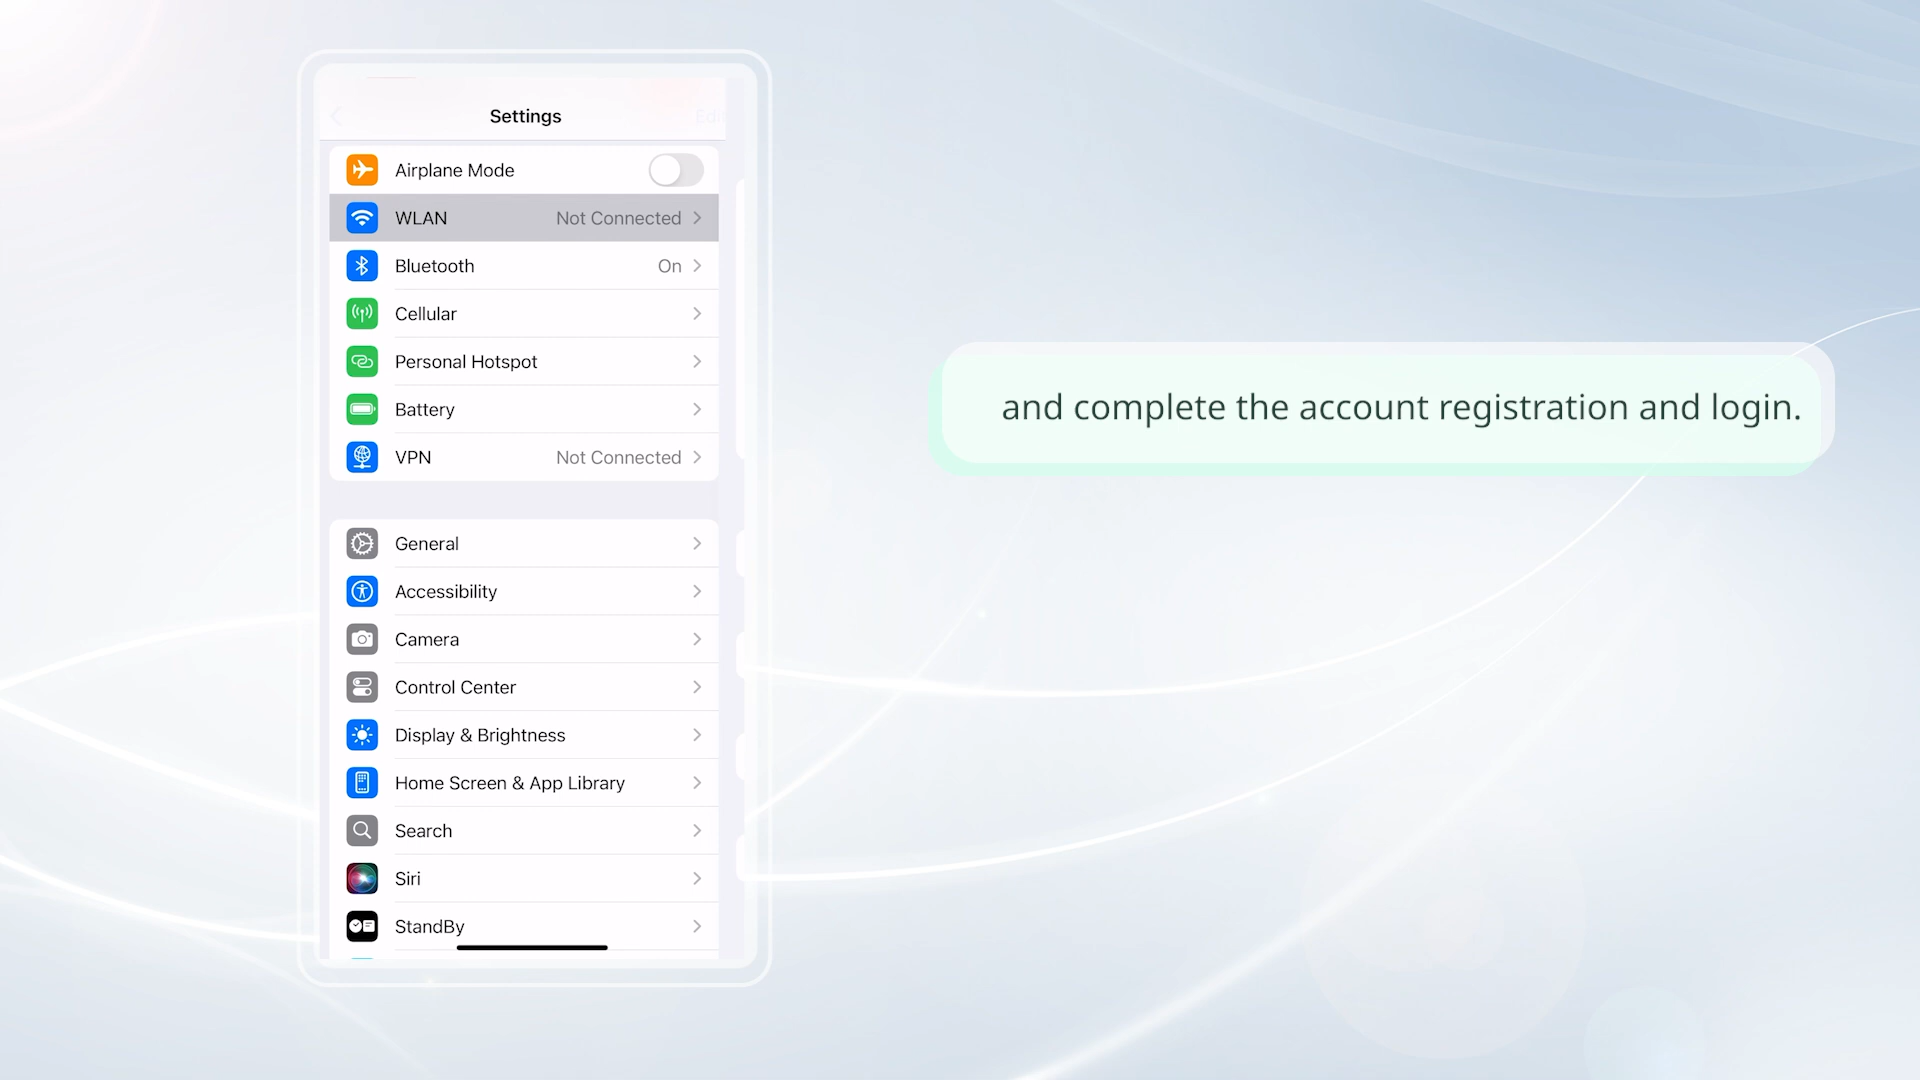 Settings
Airplane Mode
WLAN Not Connected
Bluetooth On
Cellular
Personal Hotspot
Battery
VPN Not Connected
General
Accessibility
Camera
Control Center
Display & Brightness
Home Screen & App Library
Search
Siri
StandBy
and complete the account registration and login.